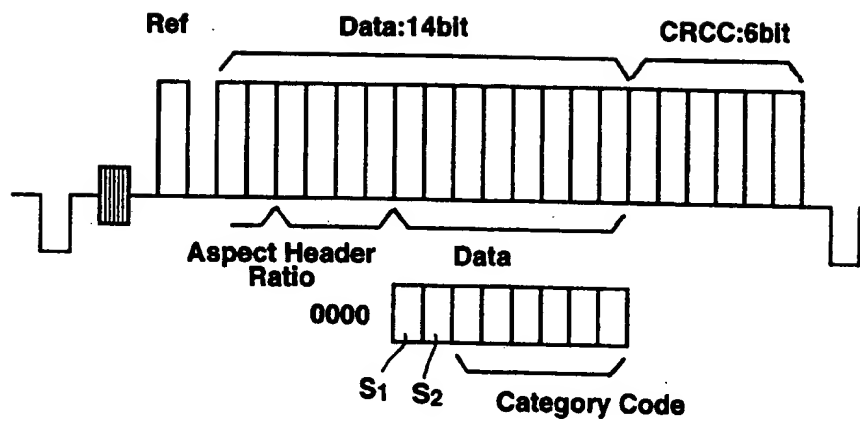 Ref
Data:14bit
CRCC:6bit
Aspect Header
Ratio
Data
0000
S1
S2
Category Code